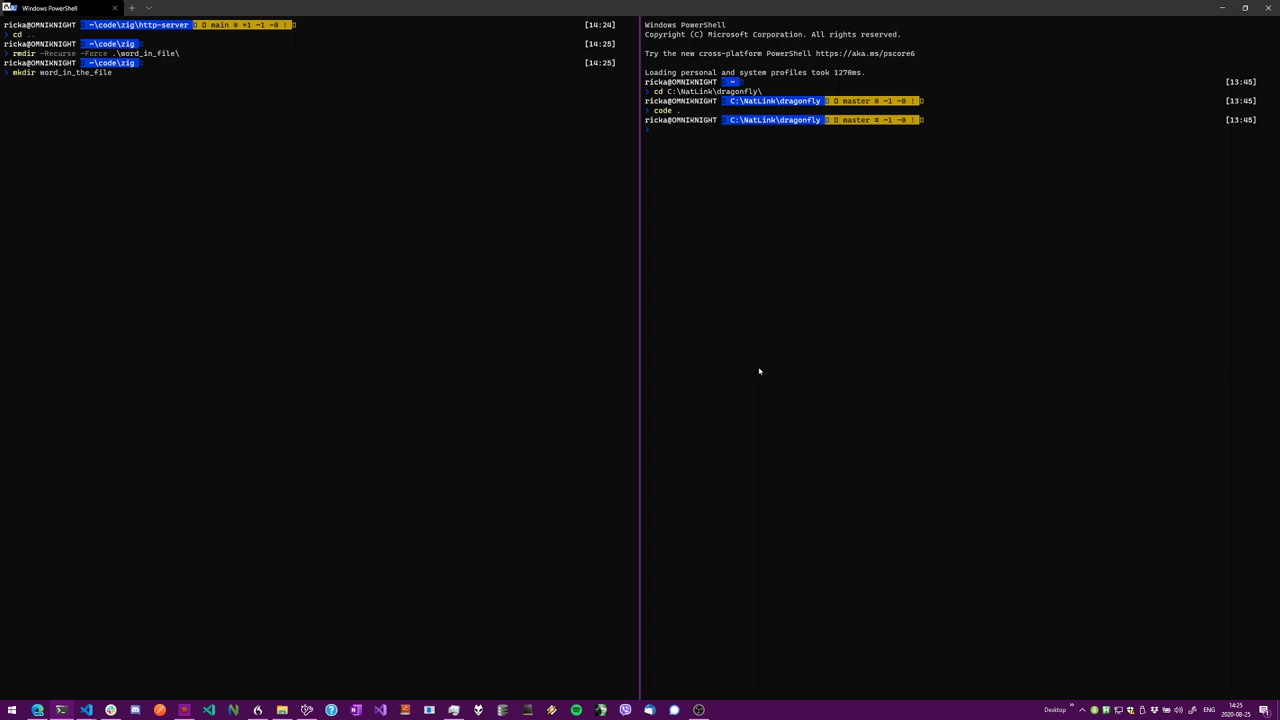 Windows PowerShell
ricka@OMNIKNIGHT ~\code\zig\http-server main ≡ +1 ~1 -0 ! [14:24]
> cd ..
ricka@OMNIKNIGHT ~\code\zig [14:25]
> rmdir -Recurse -Force .\word_in_file\
ricka@OMNIKNIGHT ~\code\zig [14:25]
> mkdir word_in_the_file
Windows PowerShell
Copyright (C) Microsoft Corporation. All rights reserved.
Try the new cross-platform PowerShell https://aka.ms/pscore6
Loading personal and system profiles took 1270ms.
ricka@OMNIKNIGHT ~ [13:45]
> cd C:\NatLink\dragonfly\
ricka@OMNIKNIGHT C:\NatLink\dragonfly master ≡ ~1 -0 ! [13:45]
> code .
ricka@OMNIKNIGHT C:\NatLink\dragonfly master ≡ ~1 -0 ! [13:45]
>
Desktop
ENG
14:25
2020-08-25